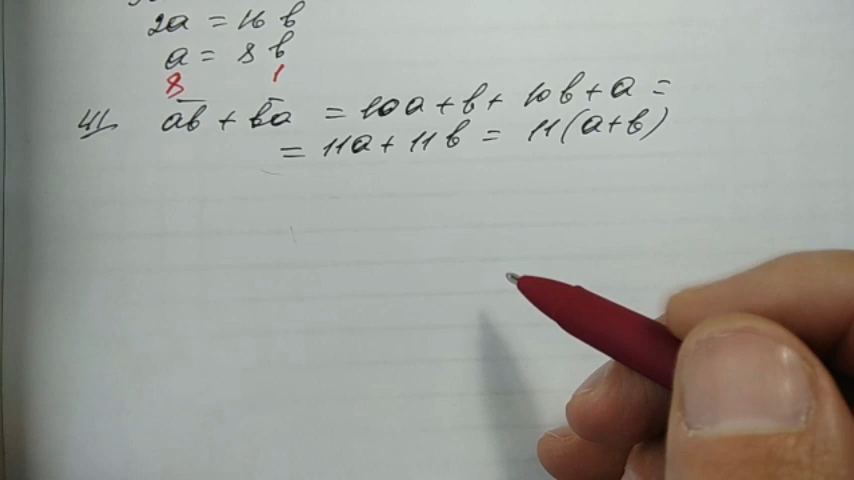 2a = 16 b
a = 8 b
8 1
41. ab + ba = 10a + b + 10b + a =
= 11a + 11b = 11(a+b)